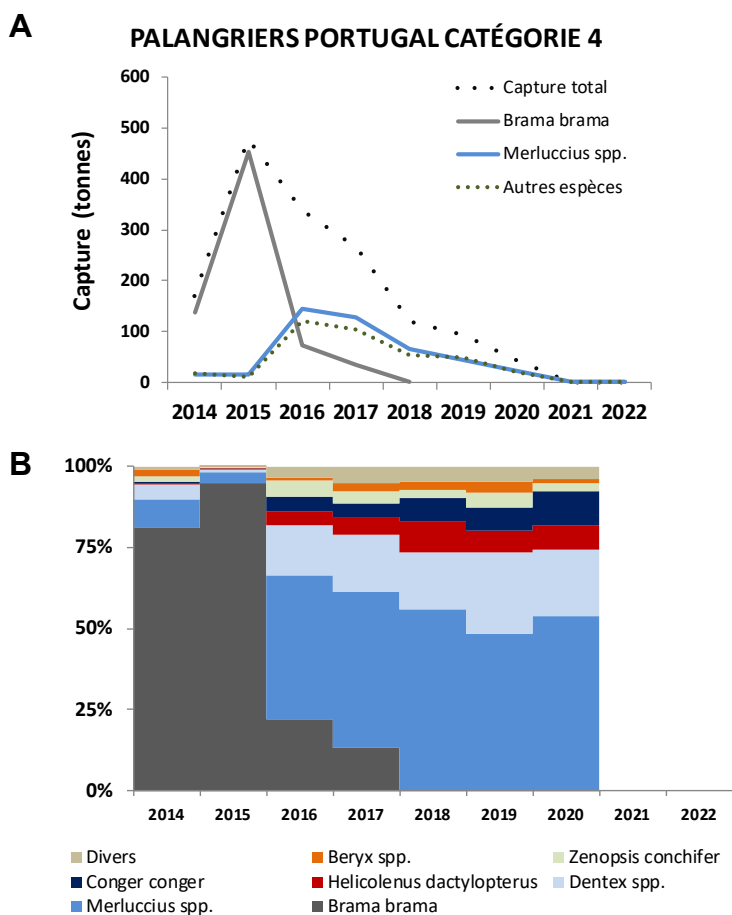 A
PALANGRIERS PORTUGAL CATÉGORIE 4
Capture (tonnes)
600
500
400
300
200
100
0
Capture total
Brama brama
Merluccius spp.
Autres espèces
2014 2015 2016 2017 2018 2019 2020 2021 2022
B
100%
75%
50%
25%
0%
2014 2015 2016 2017 2018 2019 2020 2021 2022
Divers Beryx spp. Zenopsis conchifer
Conger conger Helicolenus dactylopterus Dentex spp.
Merluccius spp. Brama brama